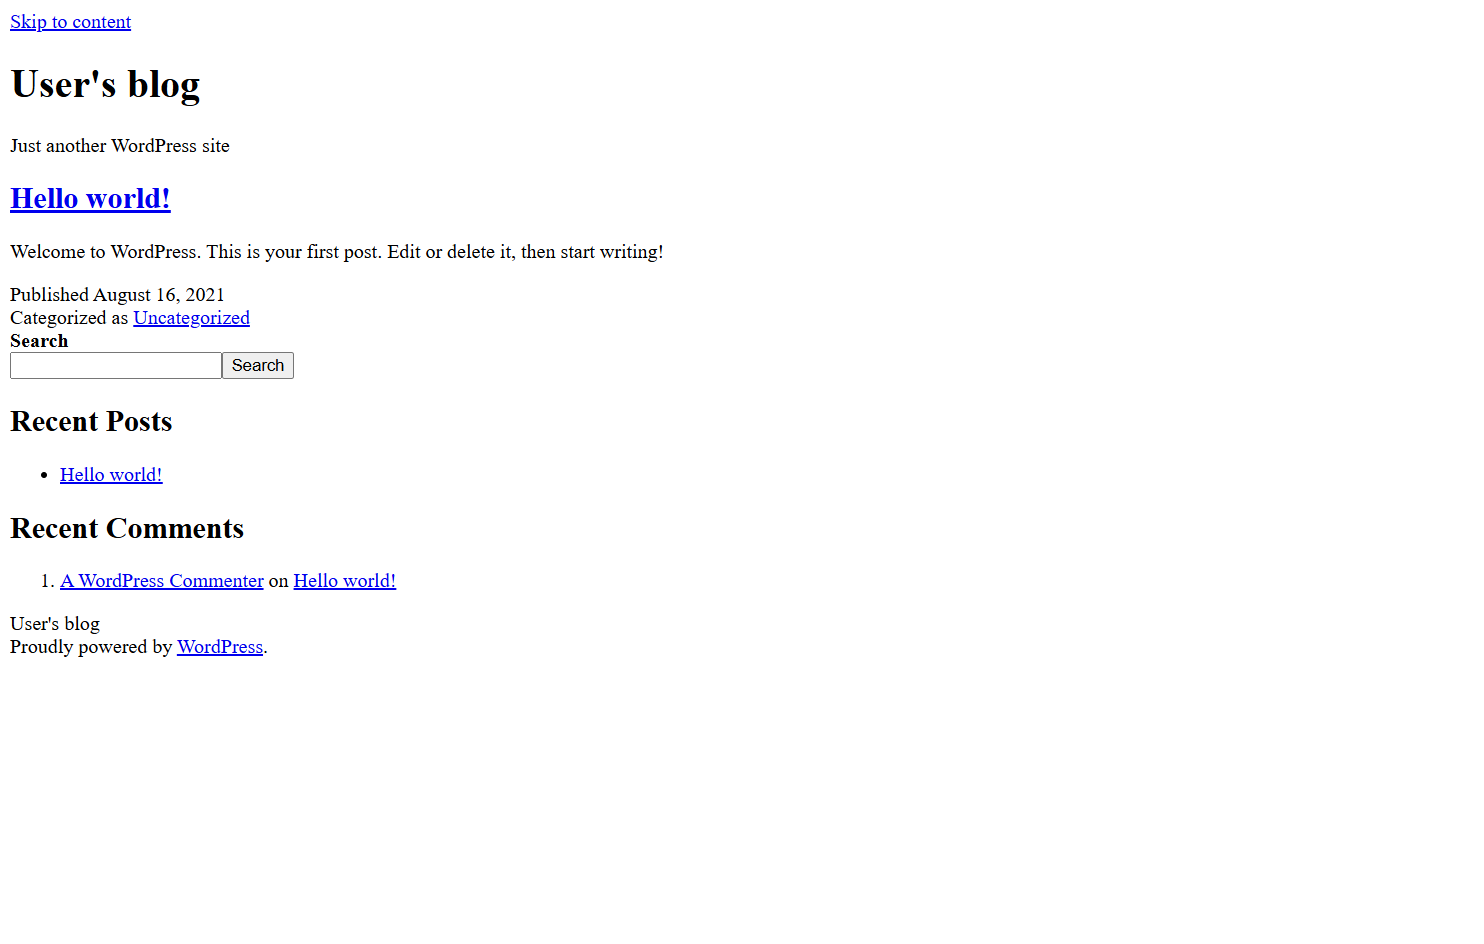 Skip to content
User's blog
Just another WordPress site
Hello world!
Welcome to WordPress. This is your first post. Edit or delete it, then start writing!
Published August 16, 2021
Categorized as Uncategorized
Search
Search
Recent Posts
Hello world!
Recent Comments
1. A WordPress Commenter on Hello world!
User's blog
Proudly powered by WordPress.